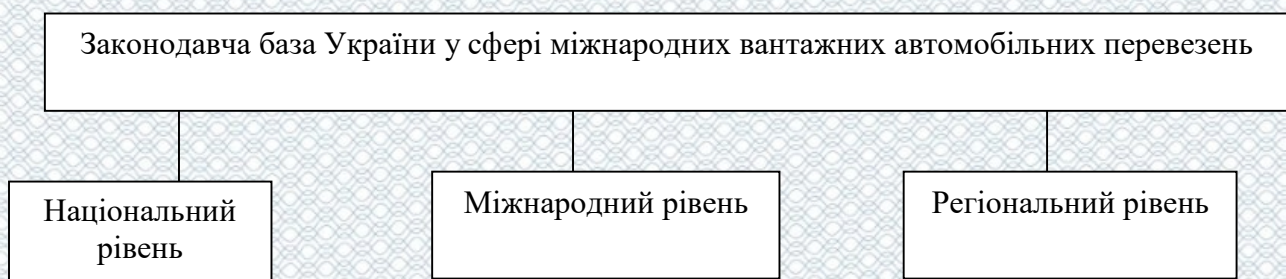 Законодавча база України у сфері міжнародних вантажних автомобільних перевезень
Національний
рівень
Міжнародний рівень
Регіональний рівень